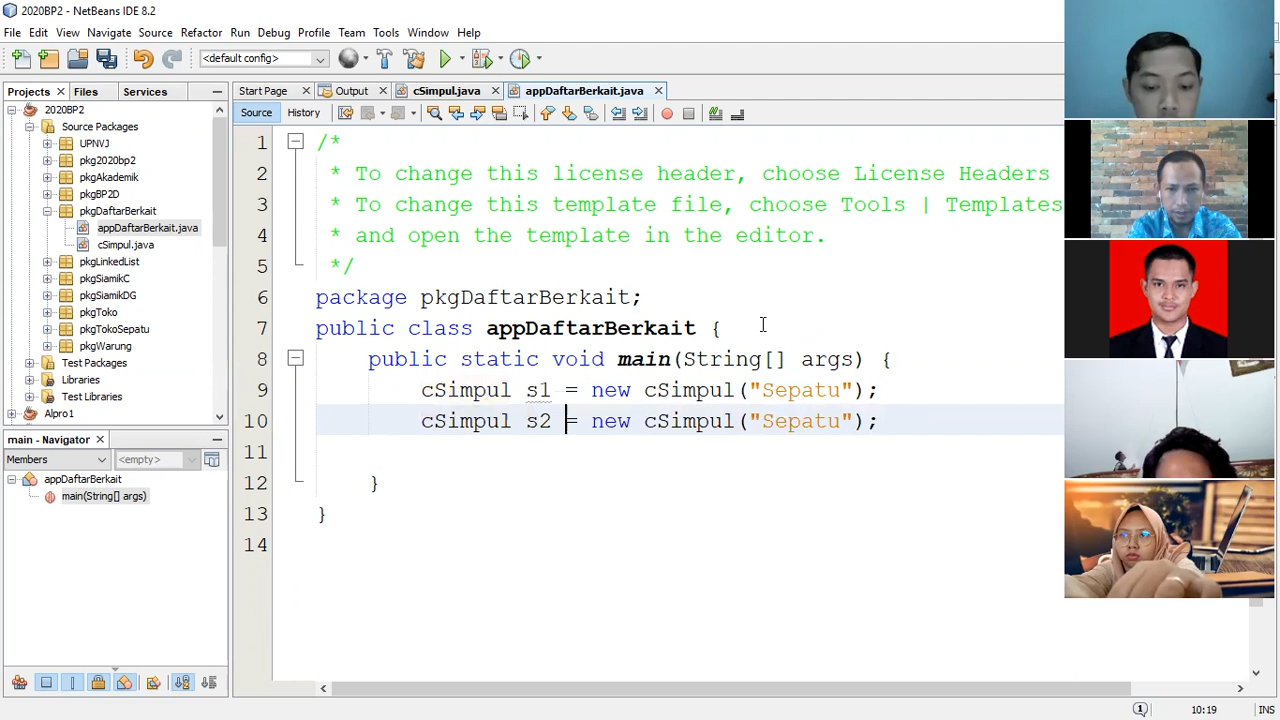 2020BP2 - NetBeans IDE 8.2
File Edit View Navigate Source Refactor Run Debug Profile Team Tools Window Help
<default config>
Projects Files Services
Start Page Output cSimpul.java appDaftarBerkait.java
Source History
2020BP2
Source Packages
UPNVJ
pkg2020bp2
pkgAkademik
pkgBP2D
pkgDaftarBerkait
appDaftarBerkait.java
cSimpul.java
pkgLinkedList
pkgSiamikC
pkgSiamikDG
pkgToko
pkgTokoSepatu
pkgWarung
Test Packages
Libraries
Test Libraries
Alpro1
main - Navigator
Members <empty>
appDaftarBerkait
main(String[] args)
1 /*
2 * To change this license header, choose License Headers
3 * To change this template file, choose Tools | Templates
4 * and open the template in the editor.
5 */
6 package pkgDaftarBerkait;
7 public class appDaftarBerkait {
8 public static void main(String[] args) {
9 cSimpul s1 = new cSimpul("Sepatu");
10 cSimpul s2 = new cSimpul("Sepatu");
11
12 }
13 }
14
1 10:19 INS